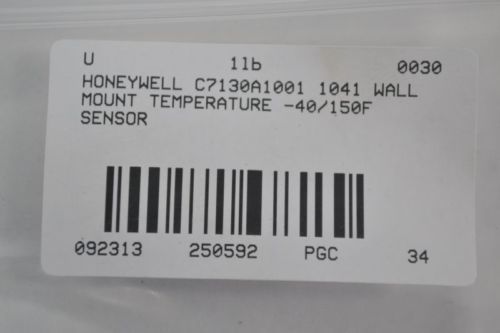 U 1lb 0030
HONEYWELL C7130A1001 1041 WALL
MOUNT TEMPERATURE -40/150F
SENSOR
092313 250592 PGC 34